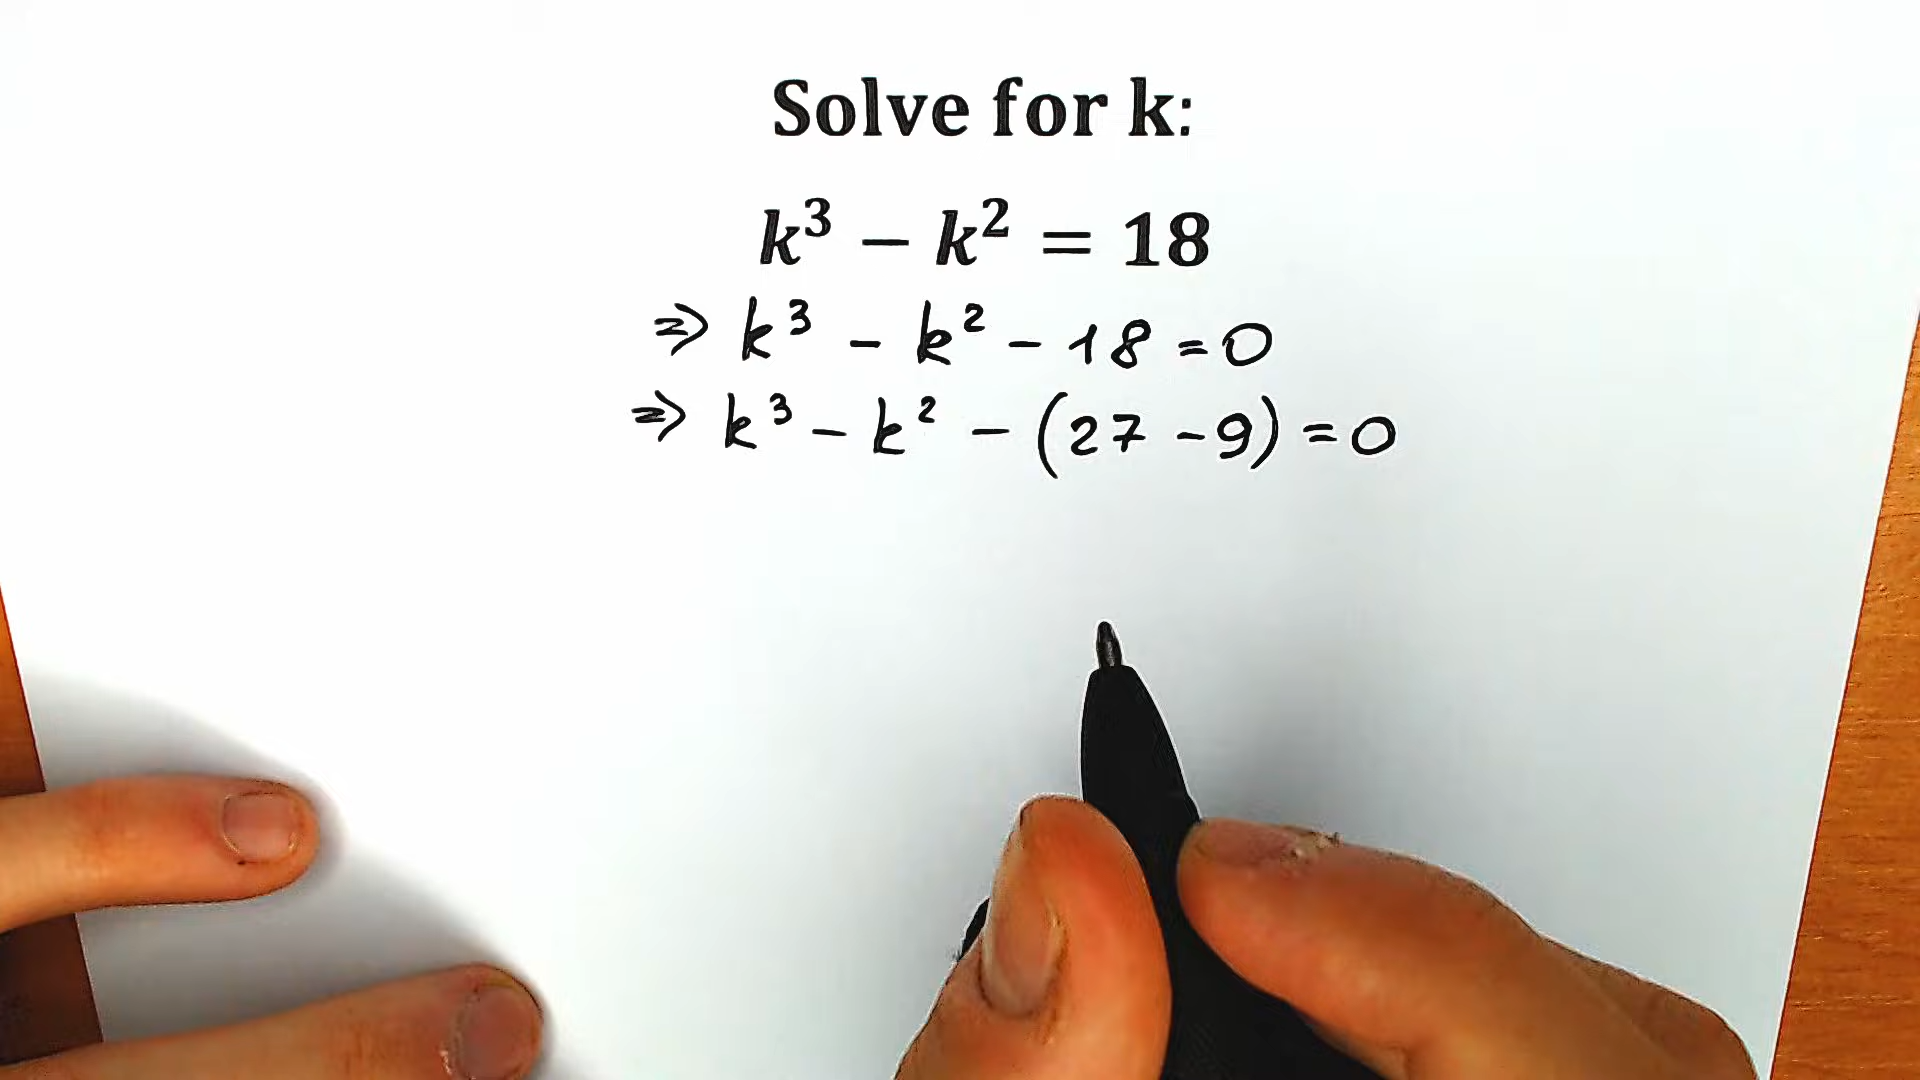 Solve for k:
k³ − k² = 18
⇒ k³ − k² − 18 = 0
⇒ k³ − k² − (27 − 9) = 0